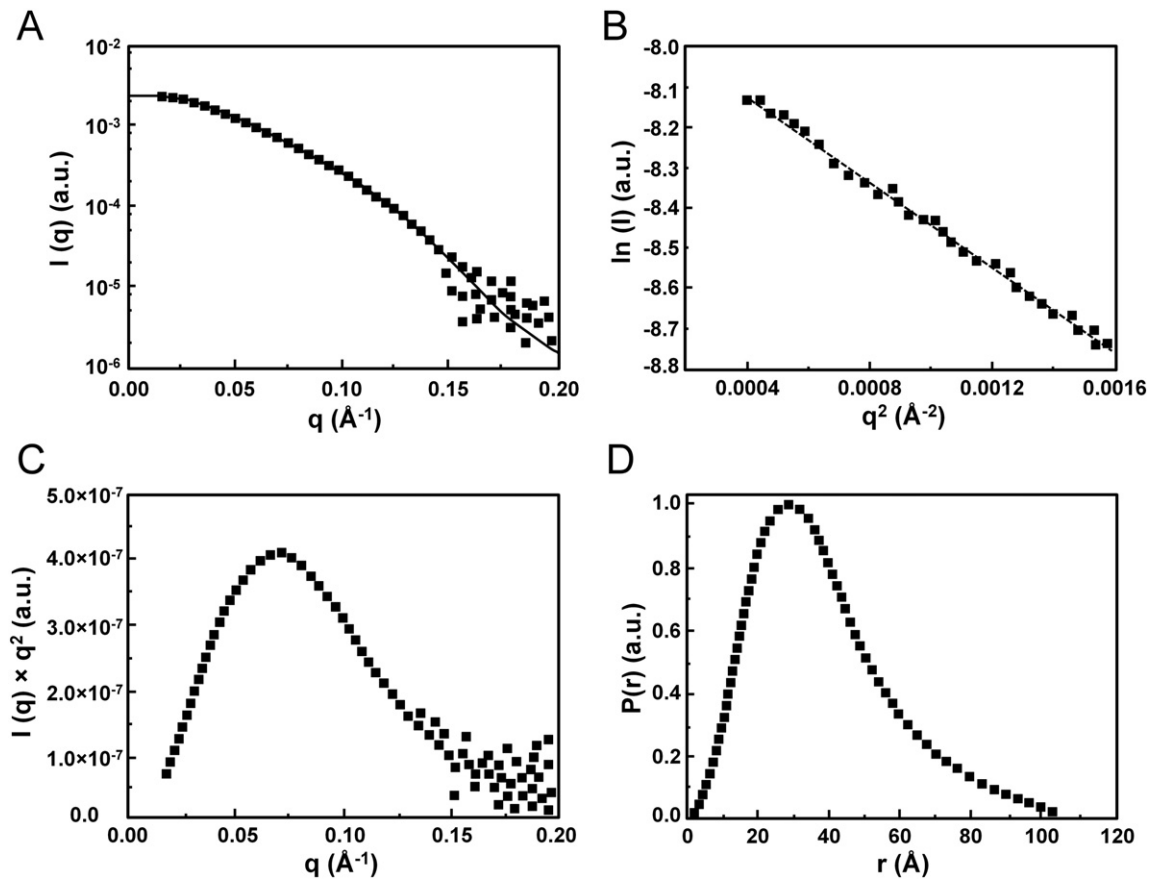 A
10⁻²
10⁻³
10⁻⁴
10⁻⁵
10⁻⁶
I (q) (a.u.)
0.00 0.05 0.10 0.15 0.20
q (Å⁻¹)
B
-8.0
-8.1
-8.2
-8.3
-8.4
-8.5
-8.6
-8.7
-8.8
ln (I) (a.u.)
0.0004 0.0008 0.0012 0.0016
q² (Å⁻²)
C
5.0×10⁻⁷
4.0×10⁻⁷
3.0×10⁻⁷
2.0×10⁻⁷
1.0×10⁻⁷
0.0
I (q) × q² (a.u.)
0.00 0.05 0.10 0.15 0.20
q (Å⁻¹)
D
1.0
0.8
0.6
0.4
0.2
0.0
P(r) (a.u.)
0 20 40 60 80 100 120
r (Å)